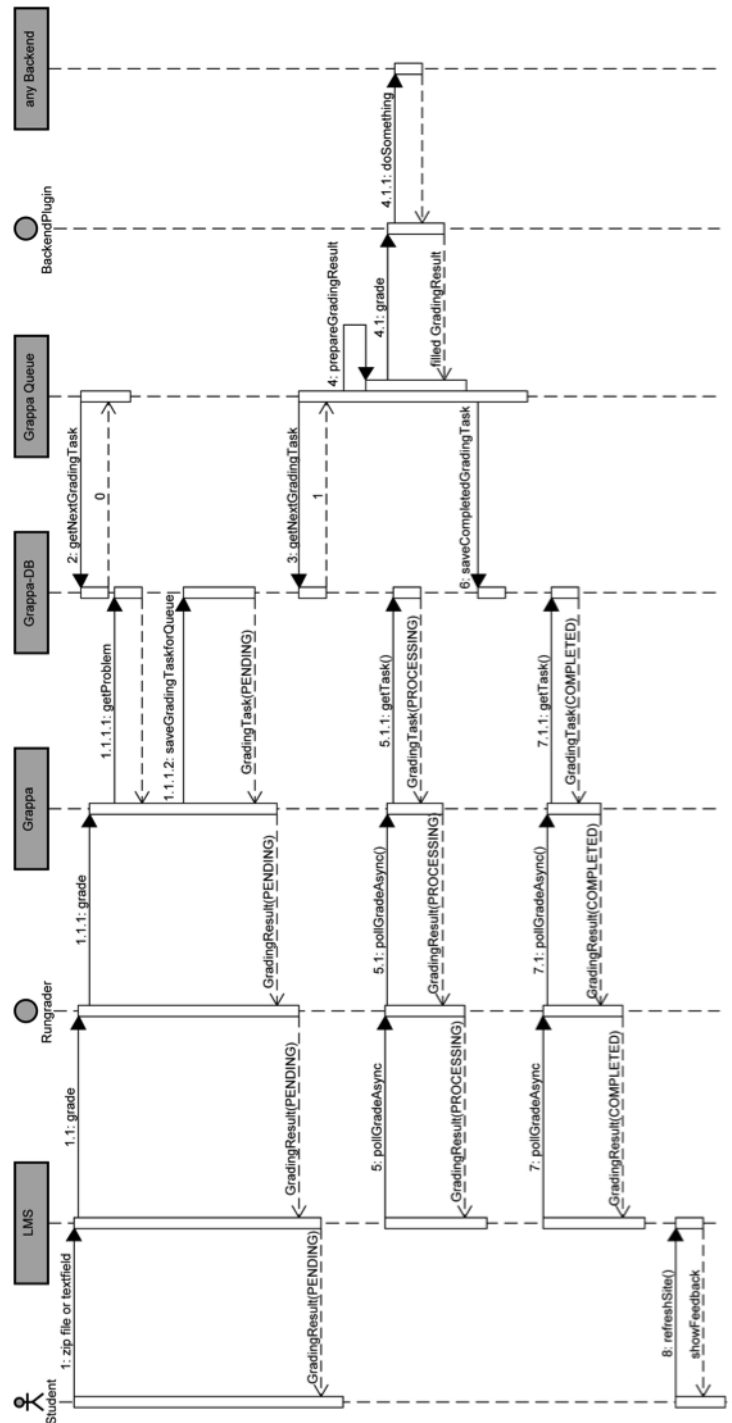 Student
LMS
Rungrader
Grappa
Grappa-DB
Grappa Queue
BackendPlugin
any Backend
1: zip file or textfield
1.1: grade
2: getNextGradingTask
1.1.1: grade
0
1.1.1.1: getProblem
1.1.1.2: saveGradingTaskforQueue
GradingTask(PENDING)
GradingResult(PENDING)
GradingResult(PENDING)
GradingResult(PENDING)
3: getNextGradingTask
1
4: prepareGradingResult
4.1: grade
4.1.1: doSomething
filled GradingResult
5: pollGradeAsync
5.1: pollGradeAsync()
5.1.1: getTask()
GradingTask(PROCESSING)
GradingResult(PROCESSING)
GradingResult(PROCESSING)
6: saveCompletedGradingTask
7: pollGradeAsync
7.1: pollGradeAsync()
7.1.1: getTask()
GradingTask(COMPLETED)
GradingResult(COMPLETED)
GradingResult(COMPLETED)
8: refreshSite()
showFeedback